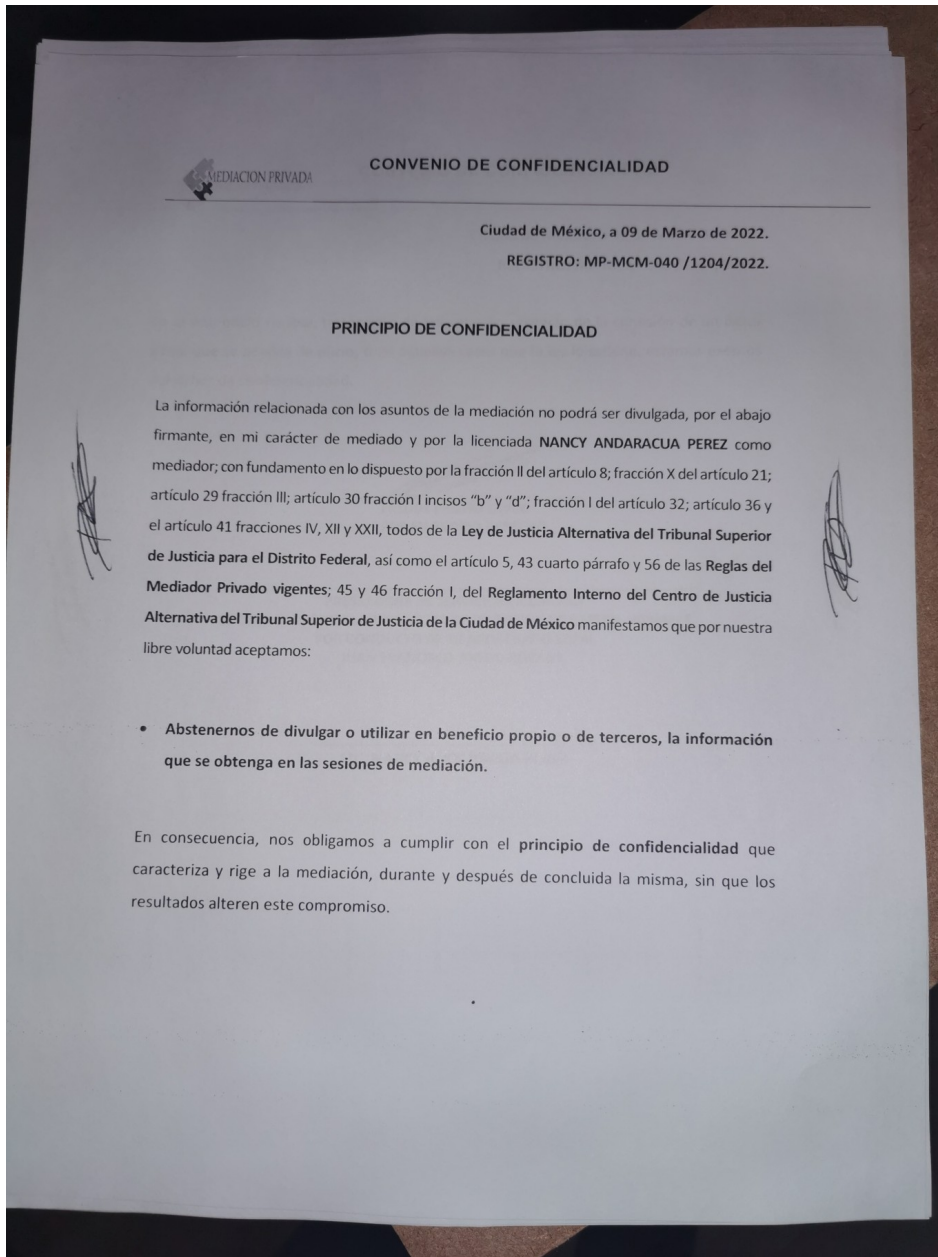 MEDIACION PRIVADA
CONVENIO DE CONFIDENCIALIDAD
Ciudad de México, a 09 de Marzo de 2022.
REGISTRO: MP-MCM-040 /1204/2022.
PRINCIPIO DE CONFIDENCIALIDAD
La información relacionada con los asuntos de la mediación no podrá ser divulgada, por el abajo
firmante, en mi carácter de mediado y por la licenciada NANCY ANDARACUA PEREZ como
mediador; con fundamento en lo dispuesto por la fracción II del artículo 8; fracción X del artículo 21;
artículo 29 fracción III; artículo 30 fracción I incisos “b” y “d”; fracción I del artículo 32; artículo 36 y
el artículo 41 fracciones IV, XII y XXII, todos de la Ley de Justicia Alternativa del Tribunal Superior
de Justicia para el Distrito Federal, así como el artículo 5, 43 cuarto párrafo y 56 de las Reglas del
Mediador Privado vigentes; 45 y 46 fracción I, del Reglamento Interno del Centro de Justicia
Alternativa del Tribunal Superior de Justicia de la Ciudad de México manifestamos que por nuestra
libre voluntad aceptamos:
• Abstenernos de divulgar o utilizar en beneficio propio o de terceros, la información
que se obtenga en las sesiones de mediación.
En consecuencia, nos obligamos a cumplir con el principio de confidencialidad que
caracteriza y rige a la mediación, durante y después de concluida la misma, sin que los
resultados alteren este compromiso.